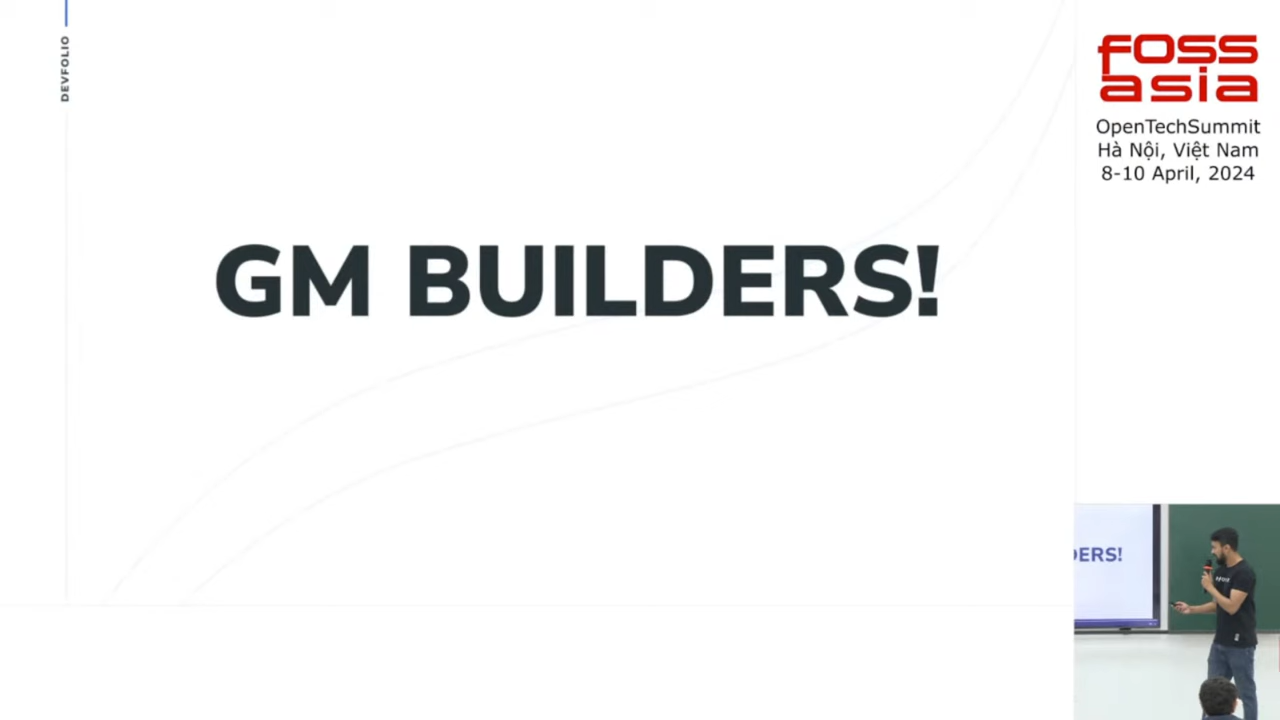 DEVFOLIO
GM BUILDERS!
foss
asia
OpenTechSummit
Hà Nội, Việt Nam
8-10 April, 2024
DERS!